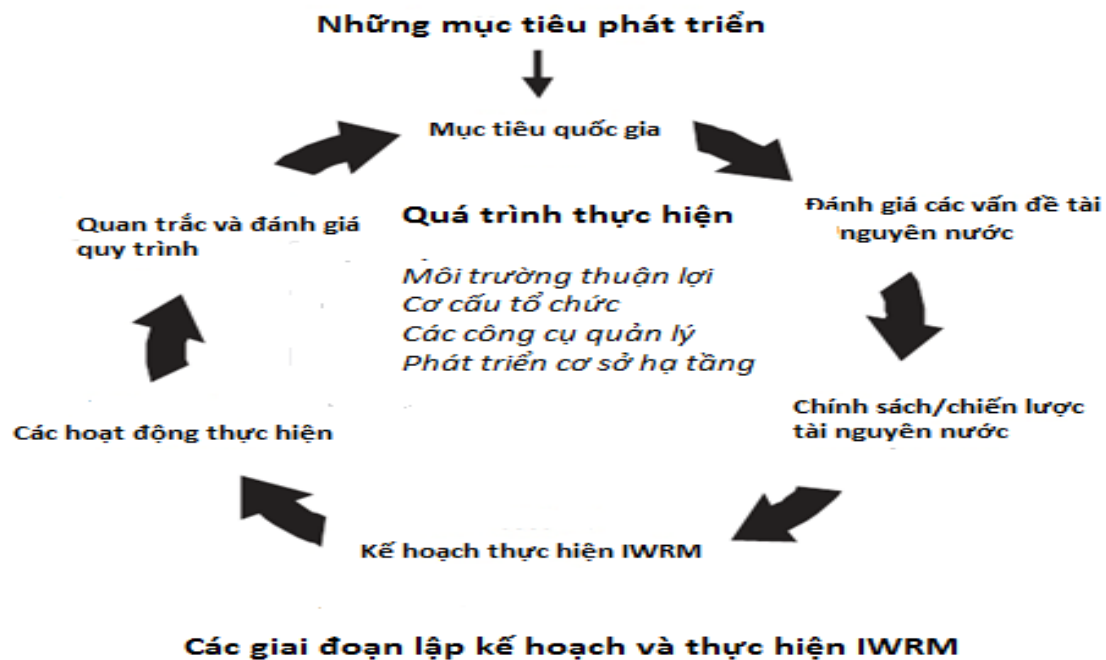 Những mục tiêu phát triển
Mục tiêu quốc gia
Đánh giá các vấn đề tài
nguyên nước
Chính sách/chiến lược
tài nguyên nước
Kế hoạch thực hiện IWRM
Các hoạt động thực hiện
Quan trắc và đánh giá
quy trình
Quá trình thực hiện
Môi trường thuận lợi
Cơ cấu tổ chức
Các công cụ quản lý
Phát triển cơ sở hạ tầng
Các giai đoạn lập kế hoạch và thực hiện IWRM